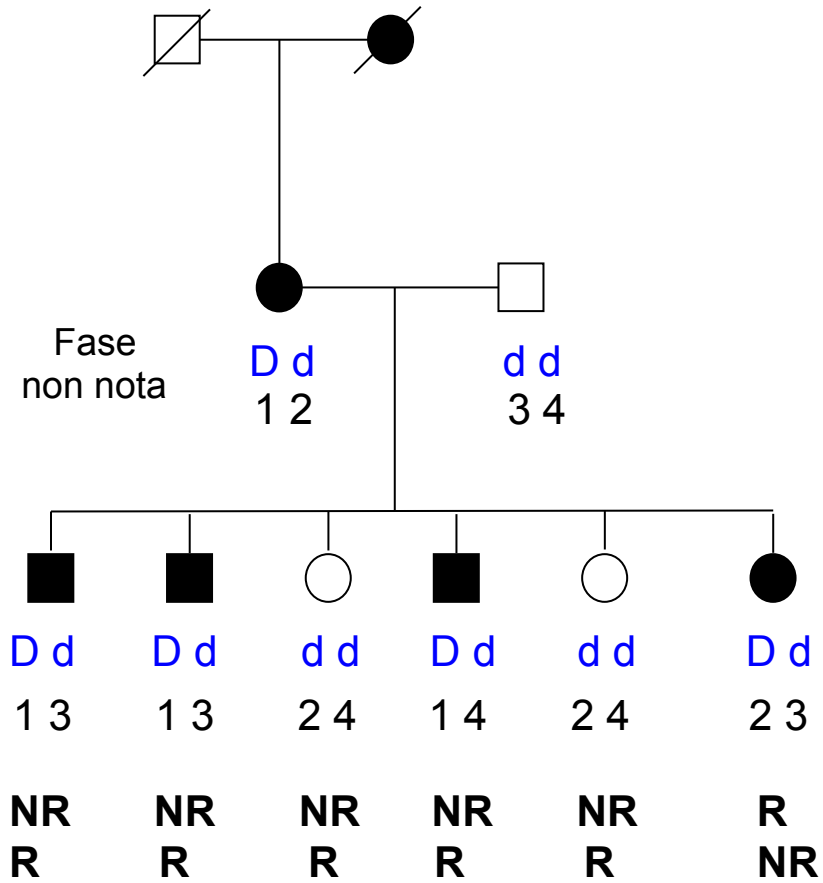 Fase
non nota
D d d d
1 2 3 4
D d D d d d D d d d D d
1 3 1 3 2 4 1 4 2 4 2 3
NR NR NR NR NR R
R R R R R NR